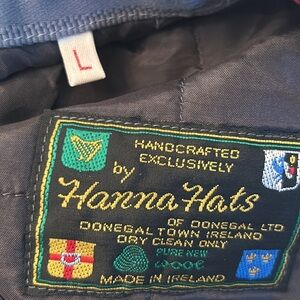 L
HANDCRAFTED
EXCLUSIVELY
by
Hanna Hats
OF DONEGAL LTD
DONEGAL TOWN IRELAND
DRY CLEAN ONLY
PURE NEW
WOOL
MADE IN IRELAND